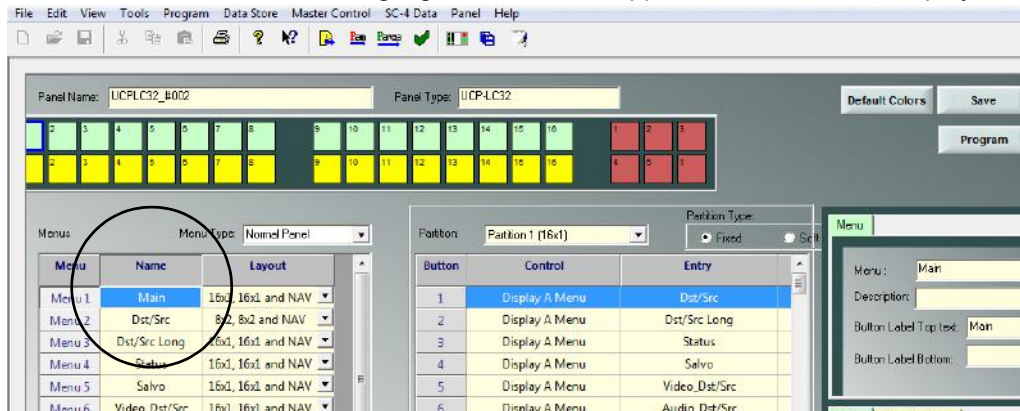 File Edit View Tools Program Data Store Master Control SC-4 Data Panel Help
Panel Name: UCPLC32_#002 Panel Type: UCP-LC32 Default Colors Save
Program
2 3 4 5 6 7 8 9 10 11 12 13 14 15 16 1 2 3
2 3 4 5 6 7 8 9 10 11 12 13 14 15 16 4 5 1
Menus Menu Type: Normal Panel
Partition: Partition 1 (16x1) Partition Type: Fixed Soft
Menu Name Layout
Menu 1 Main 16x1, 16x1 and NAV
Menu 2 Dst/Src 8x2, 8x2 and NAV
Menu 3 Dst/Src Long 16x1, 16x1 and NAV
Menu 4 Status 16x1, 16x1 and NAV
Menu 5 Salvo 16x1, 16x1 and NAV
Menu 6 Video_Dst/Src 16x1, 16x1 and NAV
Button Control Entry
1 Display A Menu Dst/Src
2 Display A Menu Dst/Src Long
3 Display A Menu Status
4 Display A Menu Salvo
5 Display A Menu Video_Dst/Src
6 Display A Menu Audio_Dst/Src
Menu
Menu: Main
Description:
Button Label Top text: Main
Button Label Bottom: